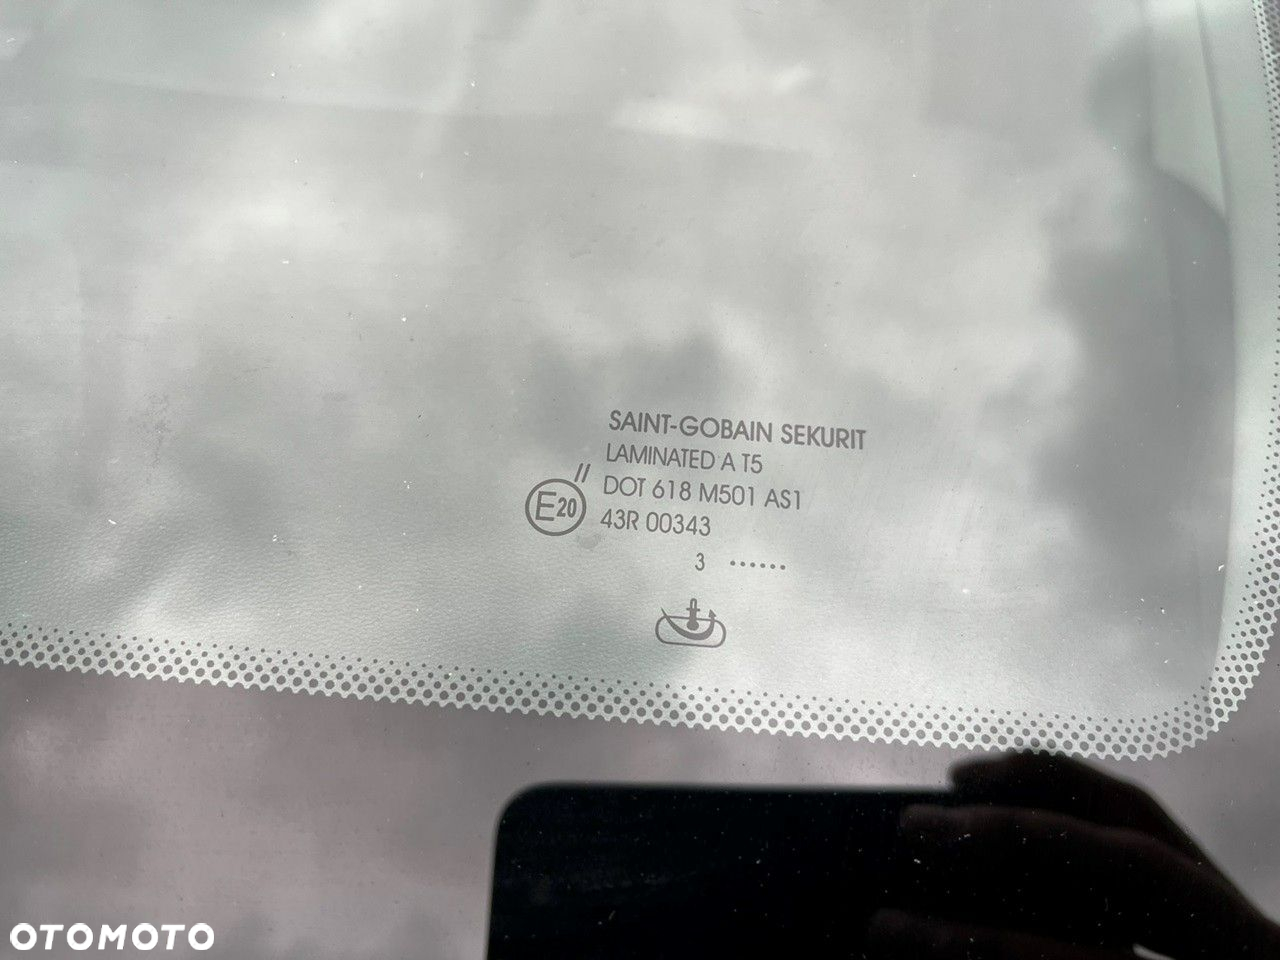 SAINT-GOBAIN SEKURIT
LAMINATED A T5
//
DOT 618 M501 AS1
E20
43R 00343
3 ......
OTOMOTO